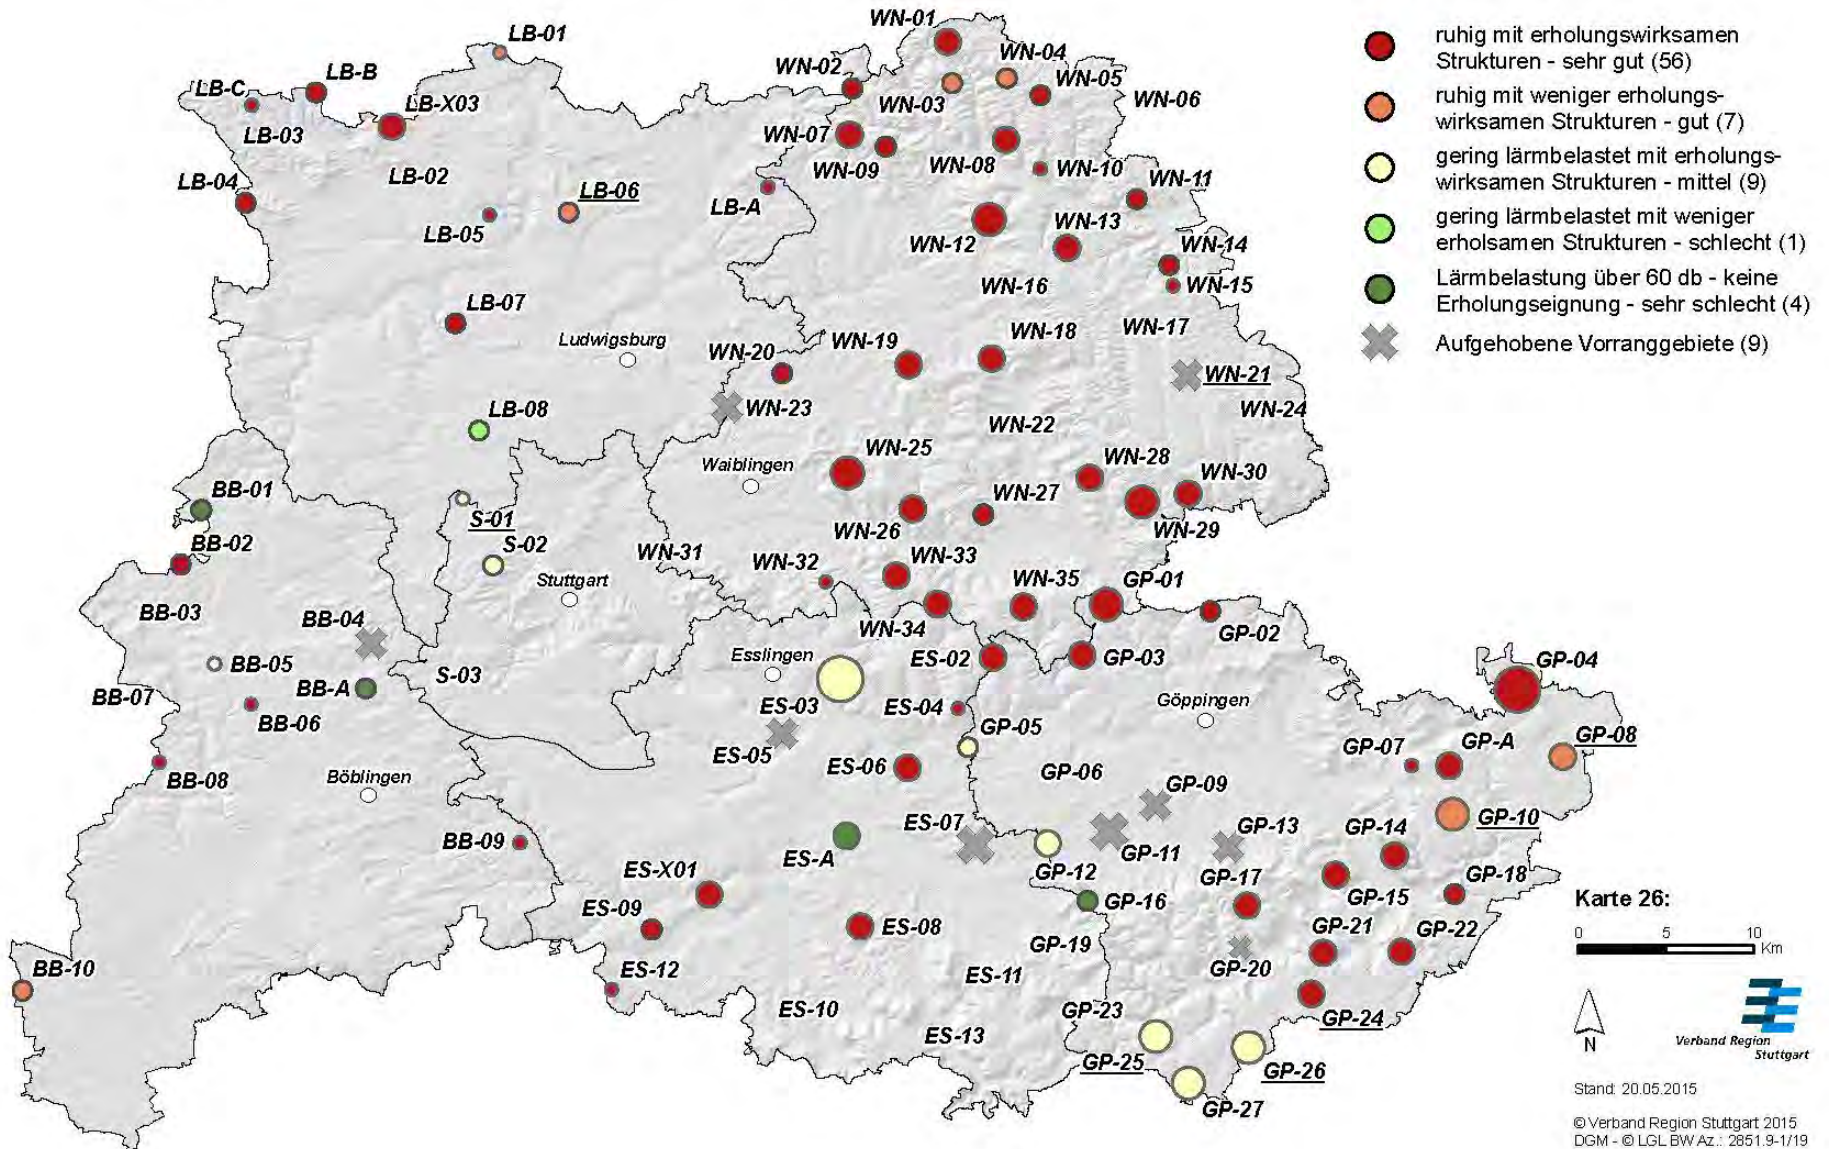 WN-01
LB-01
WN-04
WN-02
LB-B
WN-05
LB-C
WN-03
WN-06
LB-X03
LB-03
WN-07
WN-08
WN-09
WN-10
LB-02
LB-04
LB-06
WN-11
LB-A
WN-13
LB-05
WN-12
WN-14
WN-16
WN-15
LB-07
WN-17
WN-18
Ludwigsburg
WN-19
WN-20
WN-21
WN-23
LB-08
WN-24
WN-22
WN-25
WN-28
Waiblingen
WN-30
BB-01
WN-27
S-01
WN-26
WN-29
BB-02
S-02
WN-31
WN-33
WN-32
Stuttgart
WN-35
GP-01
BB-03
BB-04
WN-34
GP-02
Esslingen
ES-02
GP-03
BB-05
GP-04
S-03
BB-A
BB-07
Göppingen
ES-03
ES-04
BB-06
GP-05
GP-08
GP-A
GP-07
ES-05
ES-06
GP-06
Böblingen
BB-08
GP-09
GP-10
ES-07
GP-13
GP-14
BB-09
ES-A
GP-11
ES-X01
GP-12
GP-18
GP-17
GP-15
GP-16
ES-09
ES-08
GP-21
GP-22
GP-19
BB-10
ES-12
ES-11
GP-20
ES-10
GP-23
GP-24
ES-13
GP-25
GP-26
GP-27
ruhig mit erholungswirksamen
Strukturen - sehr gut (56)
ruhig mit weniger erholungs-
wirksamen Strukturen - gut (7)
gering lärmbelastet mit erholungs-
wirksamen Strukturen - mittel (9)
gering lärmbelastet mit weniger
erholsamen Strukturen - schlecht (1)
Lärmbelastung über 60 db - keine
Erholungseignung - sehr schlecht (4)
Aufgehobene Vorranggebiete (9)
Karte 26:
0 5 10
Km
N
Verband Region
Stuttgart
Stand: 20.05.2015
© Verband Region Stuttgart 2015
DGM - © LGL BW Az.: 2851.9-1/19